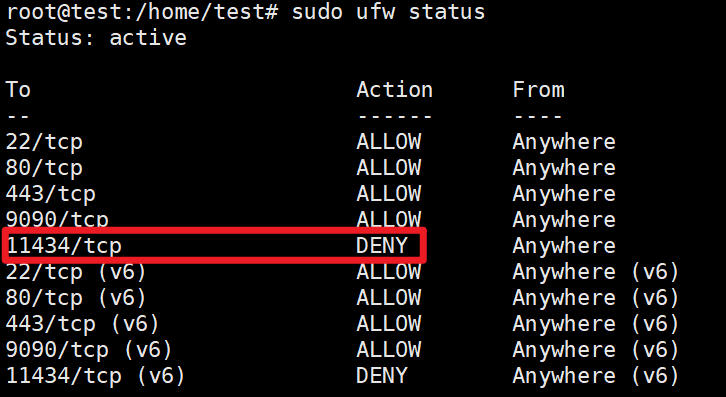 root@test:/home/test# sudo ufw status
Status: active
To Action From
-- ------ ----
22/tcp ALLOW Anywhere
80/tcp ALLOW Anywhere
443/tcp ALLOW Anywhere
9090/tcp ALLOW Anywhere
11434/tcp DENY Anywhere
22/tcp (v6) ALLOW Anywhere (v6)
80/tcp (v6) ALLOW Anywhere (v6)
443/tcp (v6) ALLOW Anywhere (v6)
9090/tcp (v6) ALLOW Anywhere (v6)
11434/tcp (v6) DENY Anywhere (v6)